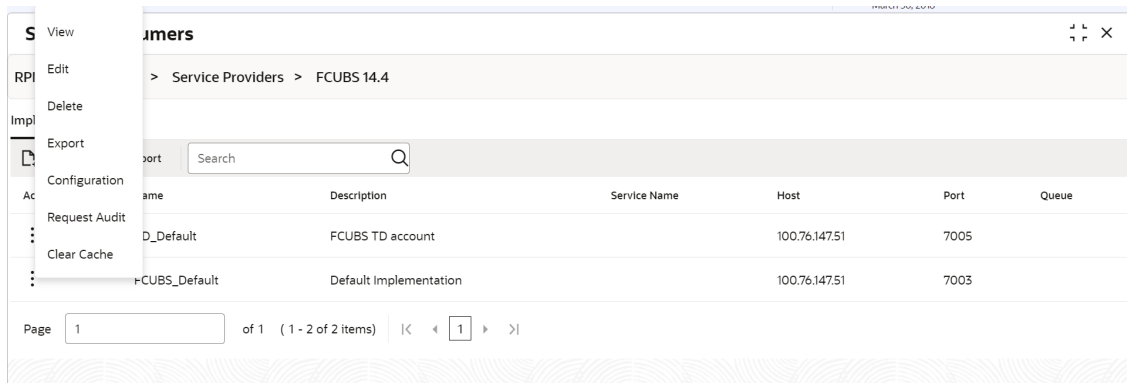 S umers
View
Edit
RPI > Service Providers > FCUBS 14.4
Delete
Impl
Export
port Search
Configuration
Ac ame Description Service Name Host Port Queue
Request Audit
D_Default FCUBS TD account 100.76.147.51 7005
Clear Cache
FCUBS_Default Default Implementation 100.76.147.51 7003
Page 1 of 1 ( 1 - 2 of 2 items) 1